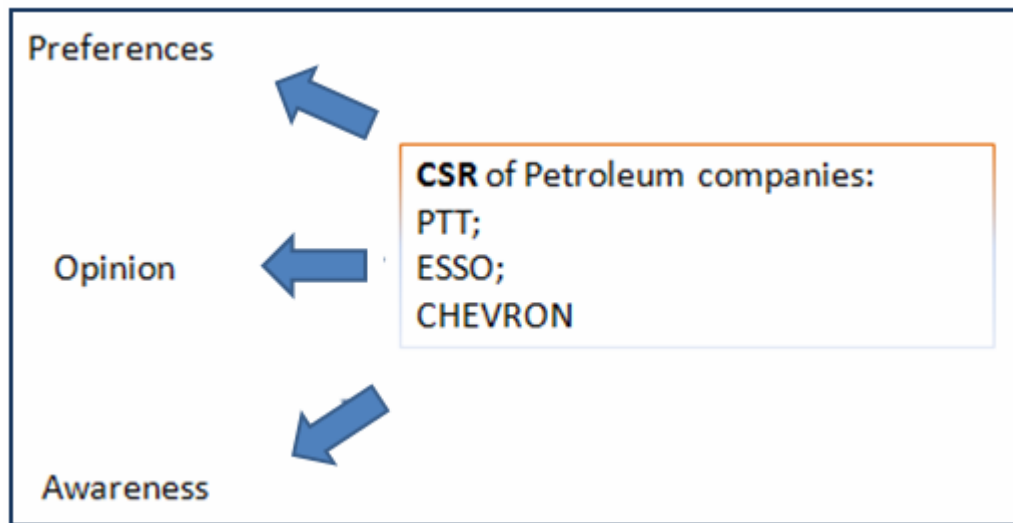 Preferences
CSR of Petroleum companies:
PTT;
ESSO;
CHEVRON
Opinion
Awareness